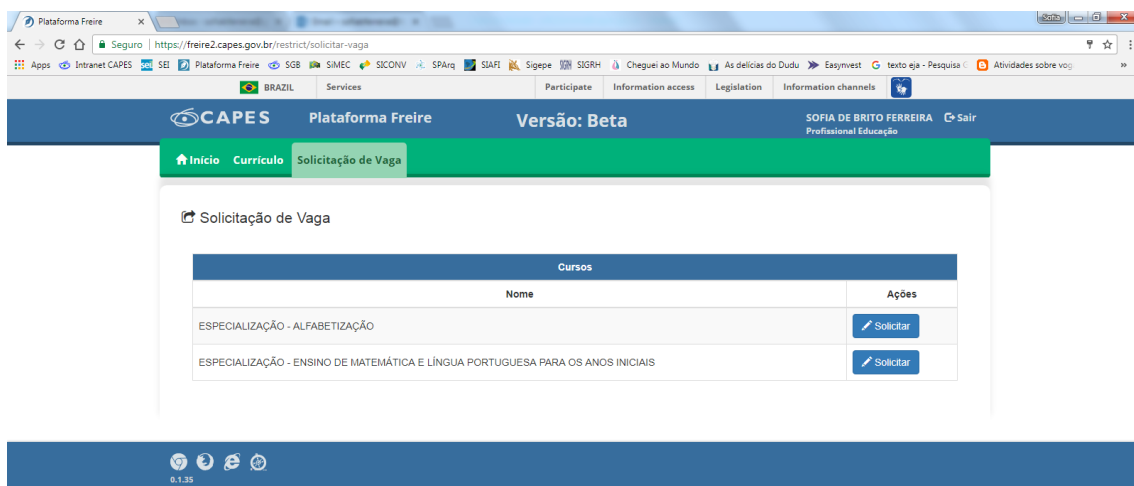 Plataforma Freire
Sofia
Seguro | https://freire2.capes.gov.br/restrict/solicitar-vaga
Apps Intranet CAPES SEI Plataforma Freire SGB SiMEC SICONV SPArq SIAFI Sigepe SIGRH Cheguei ao Mundo As delícias do Dudu Easynvest texto eja - Pesquisa Atividades sobre vog
BRAZIL Services Participate Information access Legislation Information channels
CAPES Plataforma Freire Versão: Beta SOFIA DE BRITO FERREIRA Sair
Profissional Educação
Início Currículo Solicitação de Vaga
Solicitação de Vaga
Cursos
Nome Ações
ESPECIALIZAÇÃO - ALFABETIZAÇÃO Solicitar
ESPECIALIZAÇÃO - ENSINO DE MATEMÁTICA E LÍNGUA PORTUGUESA PARA OS ANOS INICIAIS Solicitar
0.1.35